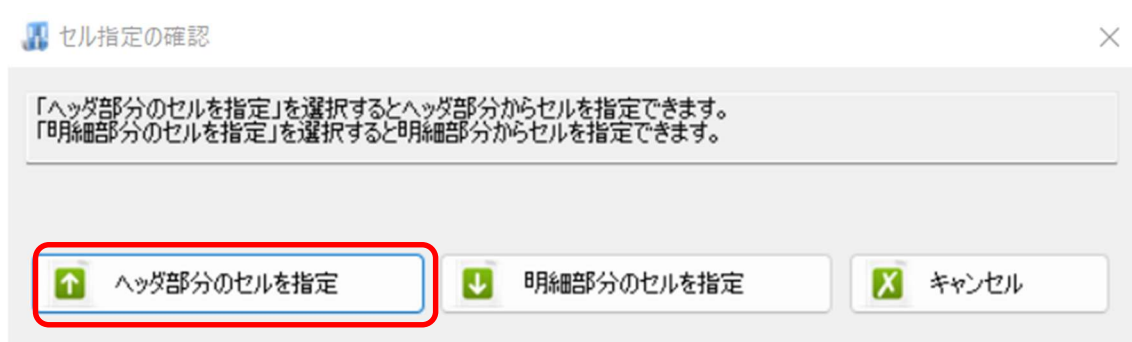 セル指定の確認
「ヘッダ部分のセルを指定」を選択するとヘッダ部分からセルを指定できます。
「明細部分のセルを指定」を選択すると明細部分からセルを指定できます。
ヘッダ部分のセルを指定
明細部分のセルを指定
キャンセル